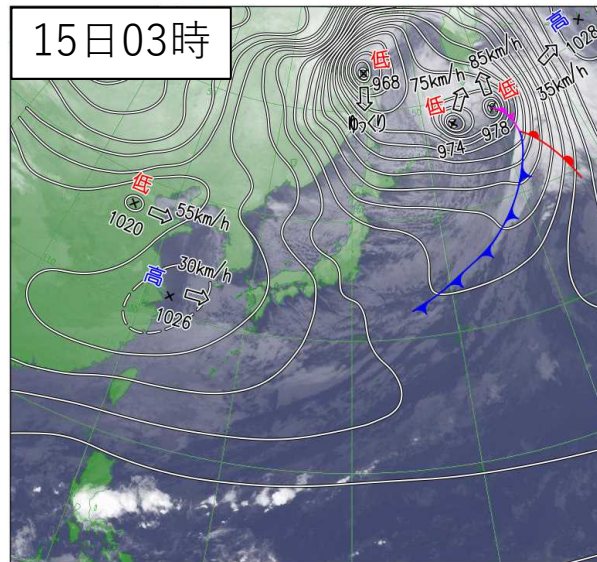 15日03時
高
1028
35km/h
低
968
ゆっくり
75km/h
低
974
85km/h
低
978
低
1020
55km/h
高
1026
30km/h